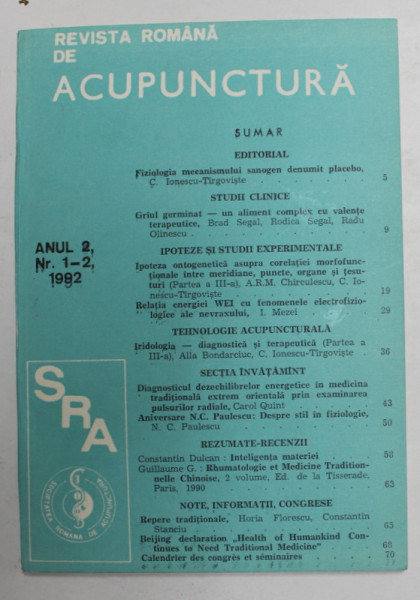 REVISTA ROMÂNĂ
DE
ACUPUNCTURĂ
SUMAR
EDITORIAL
Fiziologia mecanismului sanogen denumit placebo,
C. Ionescu-Tîrgoviște . . . 5
STUDII CLINICE
Grîul germinat — un aliment complex cu valențe
terapeutice, Brad Segal, Rodica Segal, Radu
Olinescu . . . 9
ANUL 2,
Nr. 1-2,
1992
IPOTEZE ȘI STUDII EXPERIMENTALE
Ipoteza ontogenetică asupra corelației morfofunc-
ționale între meridiane, puncte, organe și țesu-
turi (Partea a III-a), A.R.M. Chirculescu, C. Io-
nescu-Tîrgoviște . . . 19
Relația energiei WEI cu fenomenele electrofizio-
logice ale nevraxului, I. Mezei . . . 29
TEHNOLOGIE ACUPUNCTURALĂ
Iridologia — diagnostică și terapeutică (Partea a
III-a), Alla Bondarciuc, C. Ionescu-Tîrgoviște . 36
SECȚIA ÎNVĂȚĂMÎNT
Diagnosticul dezechilibrelor energetice în medicina
tradițională extrem orientală prin examinarea
pulsurilor radiale, Carol Quint . . . 43
Aniversare N.C. Paulescu: Despre stil în fiziologie,
N. C. Paulescu . . . 50
REZUMATE-RECENZII
Constantin Dulcan : Inteligența materiei . . 58
Guillaume G. : Rhumatologie et Medicine Tradition-
nelle Chinoise, 2 volume, Ed. de la Tisserade,
Paris, 1990 . . . 63
NOTE, INFORMAȚII, CONGRESE
Repere tradiționale, Horia Florescu, Constantin
Stanciu . . . 65
Beijing declaration „Health of Humankind Con-
tinues to Need Traditional Medicine" . . 68
Calendrier des congrès et séminaires . . 70
SRA
SOCIETATEA ROMÂNĂ DE ACUPUNCTURĂ